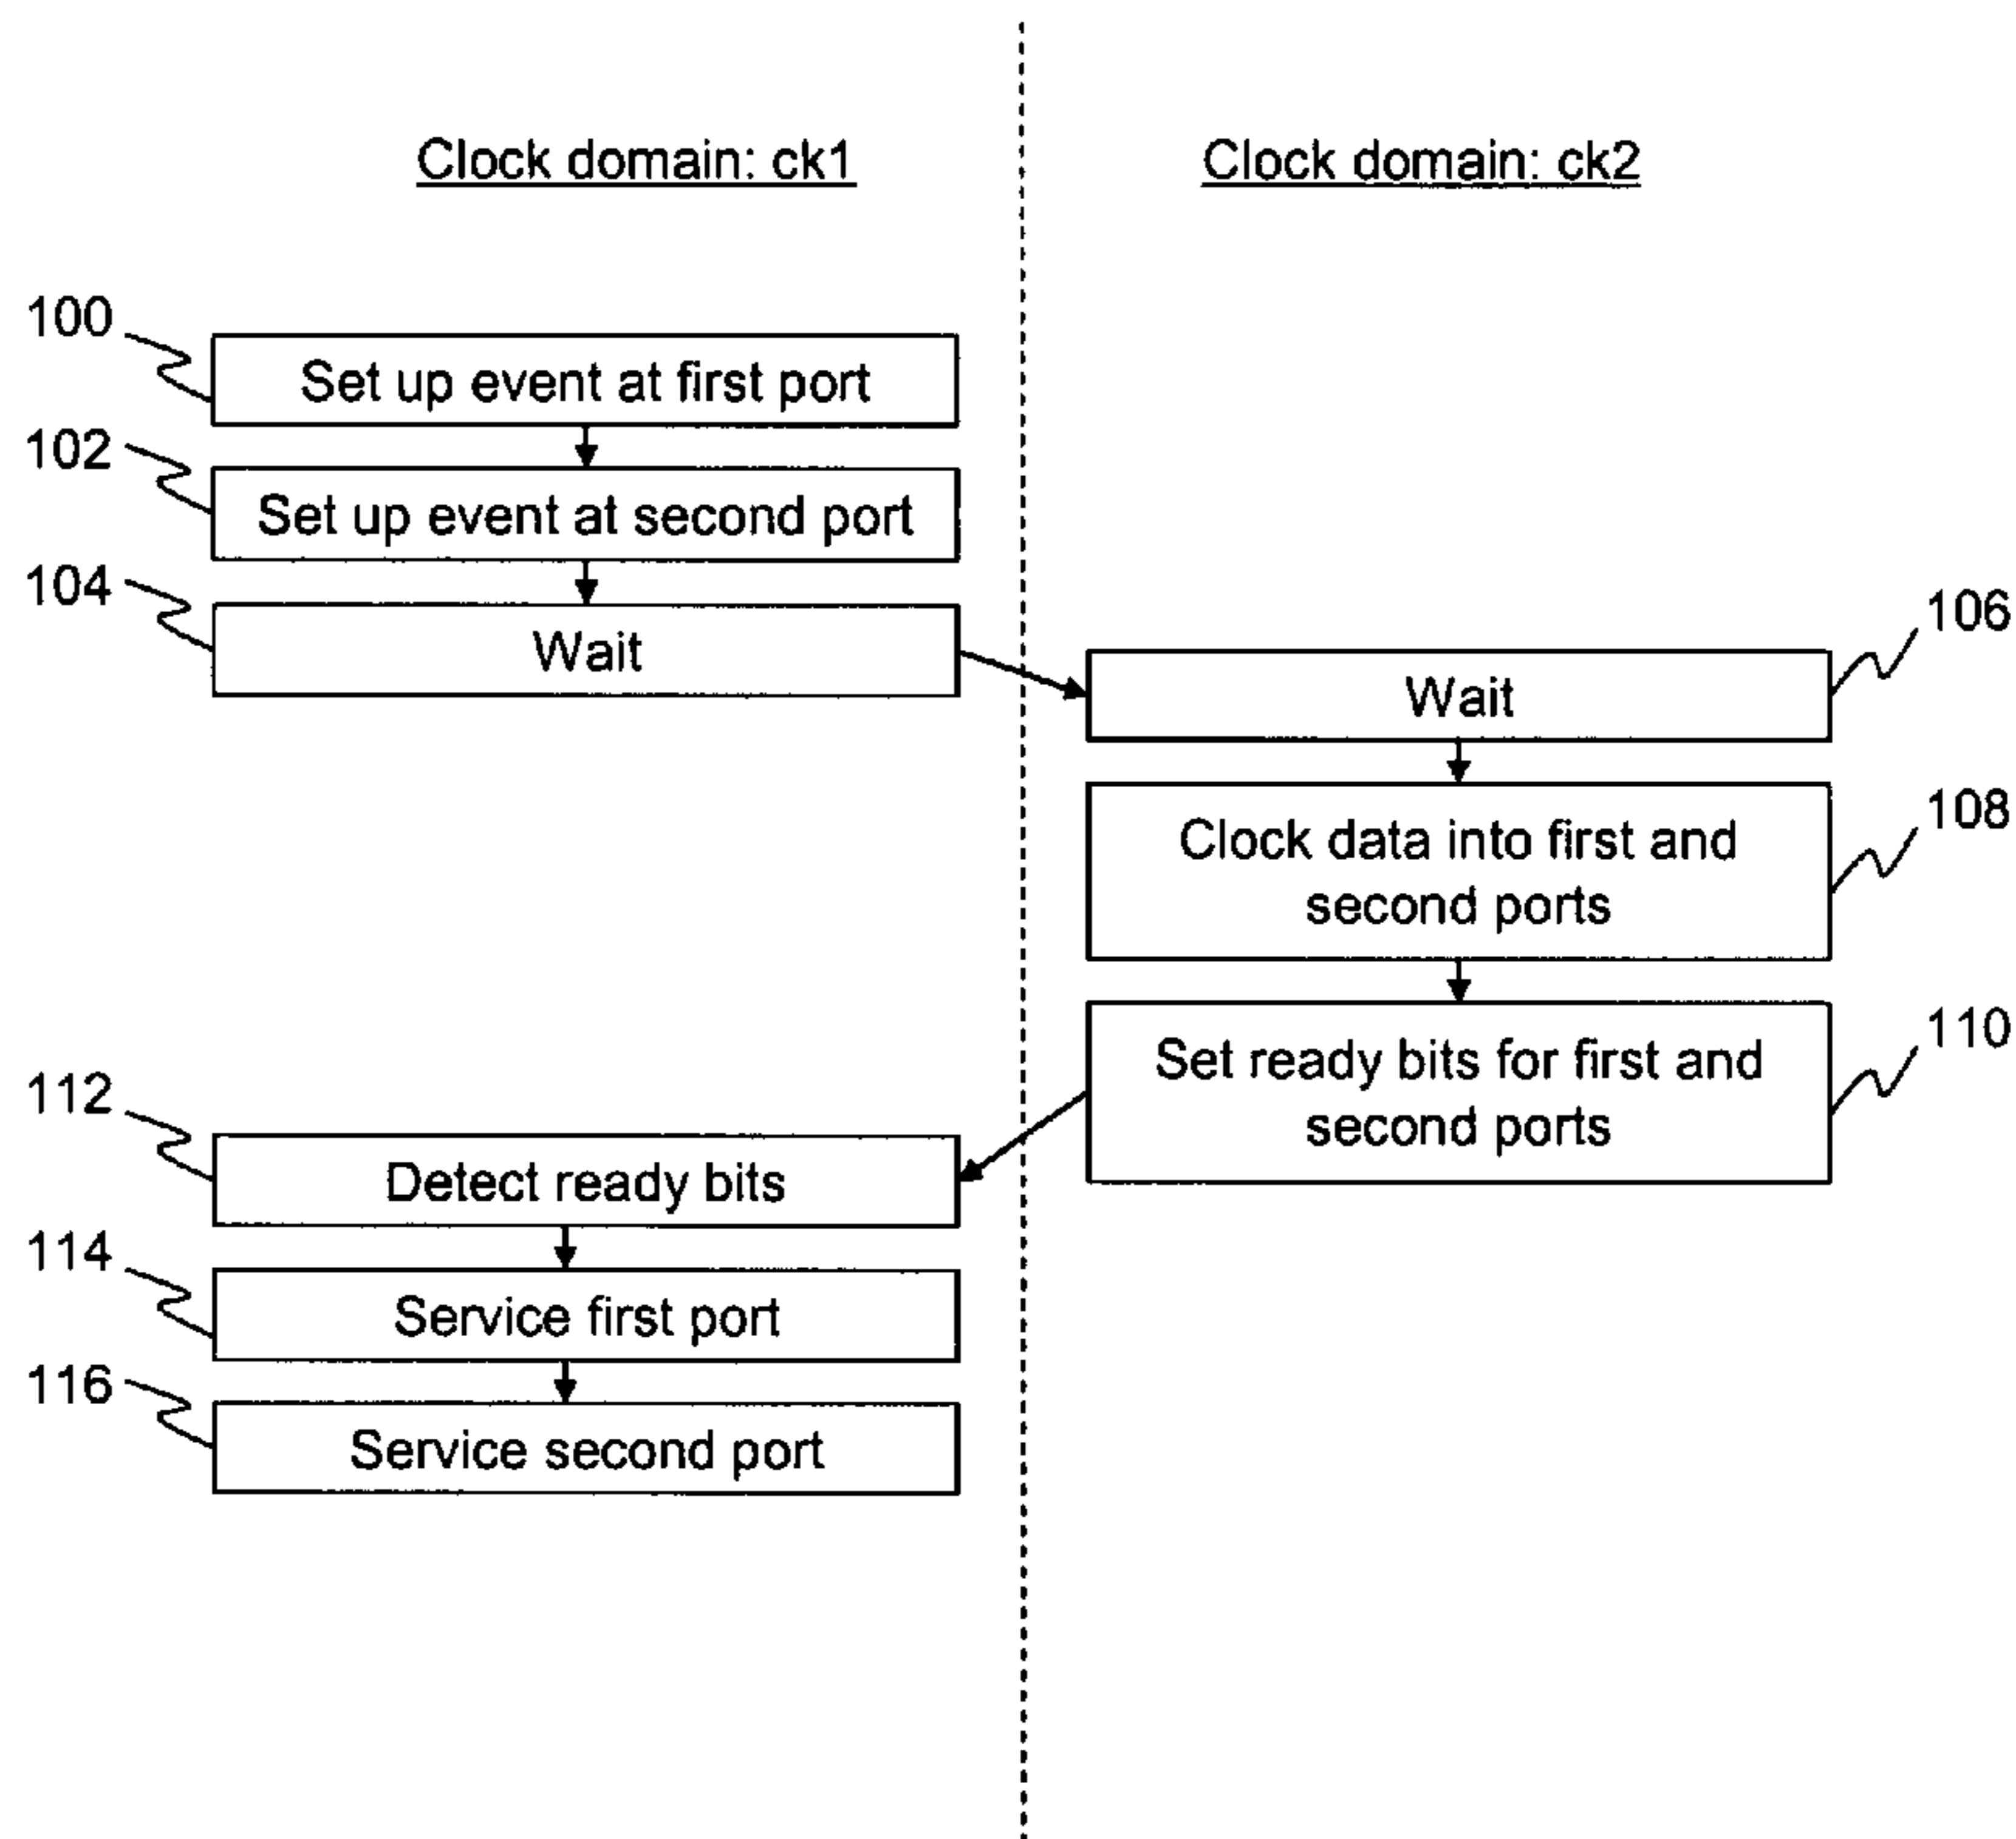 Clock domain: ck1
Clock domain: ck2
100
Set up event at first port
102
Set up event at second port
104
Wait
106
Wait
108
Clock data into first and
second ports
110
Set ready bits for first and
second ports
112
Detect ready bits
114
Service first port
116
Service second port